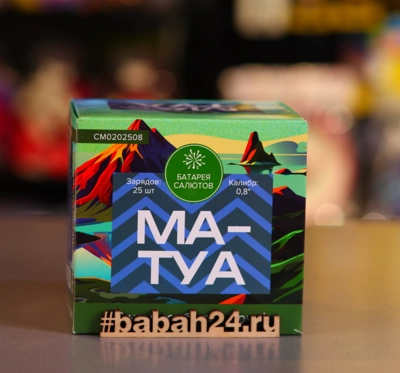 СМ0202508
БАТАРЕЯ
САЛЮТОВ
Зарядов:
25 шт
Калибр:
0,8"
МА-
ТУА
#babah24.ru